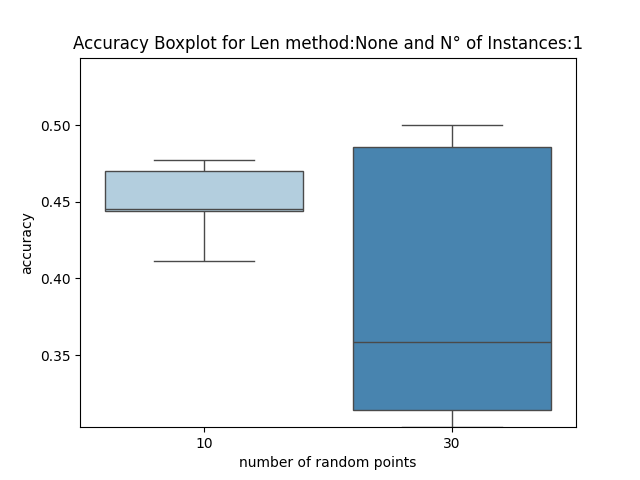 Accuracy Boxplot for Len method:None and N° of Instances:1
0.50
0.45
0.40
0.35
accuracy
10
30
number of random points